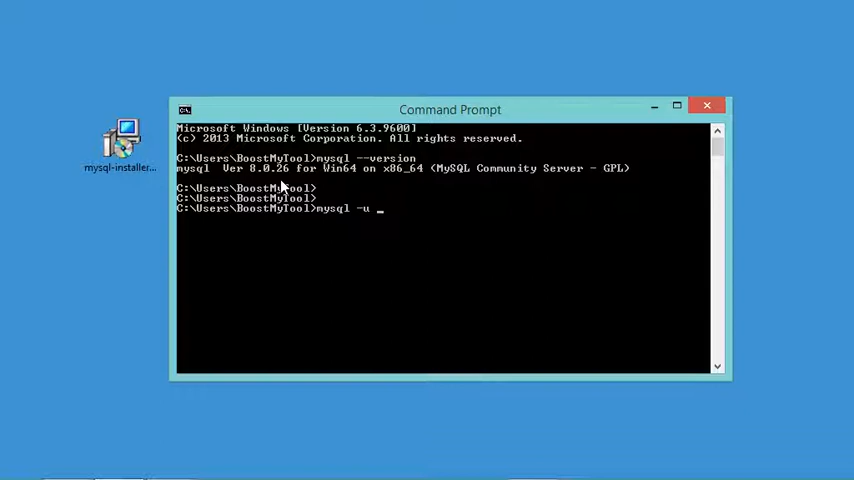 Command Prompt
Microsoft Windows [Version 6.3.9600]
(c) 2013 Microsoft Corporation. All rights reserved.
C:\Users\BoostMyTool>mysql --version
mysql  Ver 8.0.26 for Win64 on x86_64 (MySQL Community Server - GPL)
C:\Users\BoostMyTool>
C:\Users\BoostMyTool>
C:\Users\BoostMyTool>mysql -u _
mysql-installer...